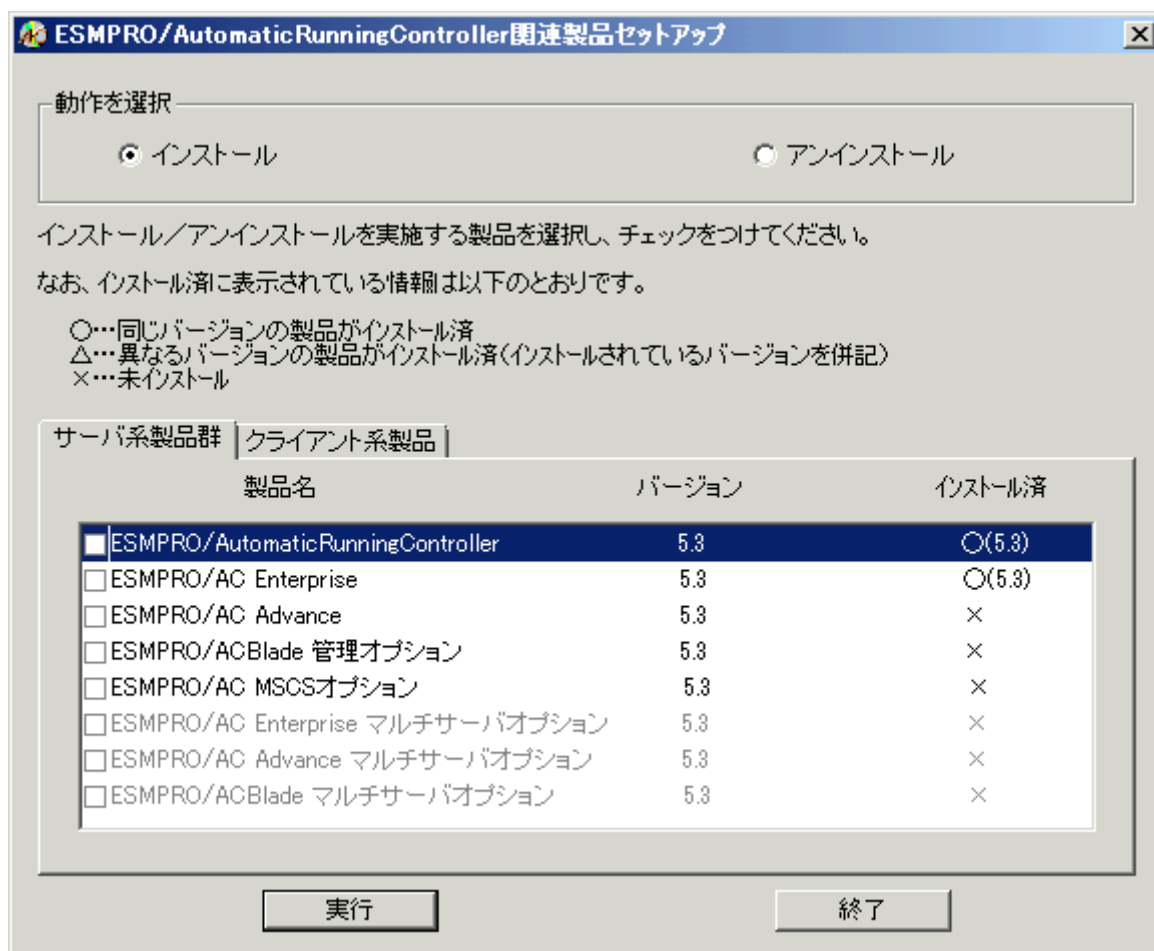 ESMPRO/AutomaticRunningController関連製品セットアップ
動作を選択
インストール
アンインストール
インストール／アンインストールを実施する製品を選択し、チェックをつけてください。
なお、インストール済に表示されている情報は以下のとおりです。
○…同じバージョンの製品がインストール済
△…異なるバージョンの製品がインストール済(インストールされているバージョンを併記)
×…未インストール
サーバ系製品群 クライアント系製品
製品名 バージョン インストール済
ESMPRO/AutomaticRunningController 5.3 ○(5.3)
ESMPRO/AC Enterprise 5.3 ○(5.3)
ESMPRO/AC Advance 5.3 ×
ESMPRO/ACBlade 管理オプション 5.3 ×
ESMPRO/AC MSCSオプション 5.3 ×
ESMPRO/AC Enterprise マルチサーバオプション 5.3 ×
ESMPRO/AC Advance マルチサーバオプション 5.3 ×
ESMPRO/ACBlade マルチサーバオプション 5.3 ×
実行 終了